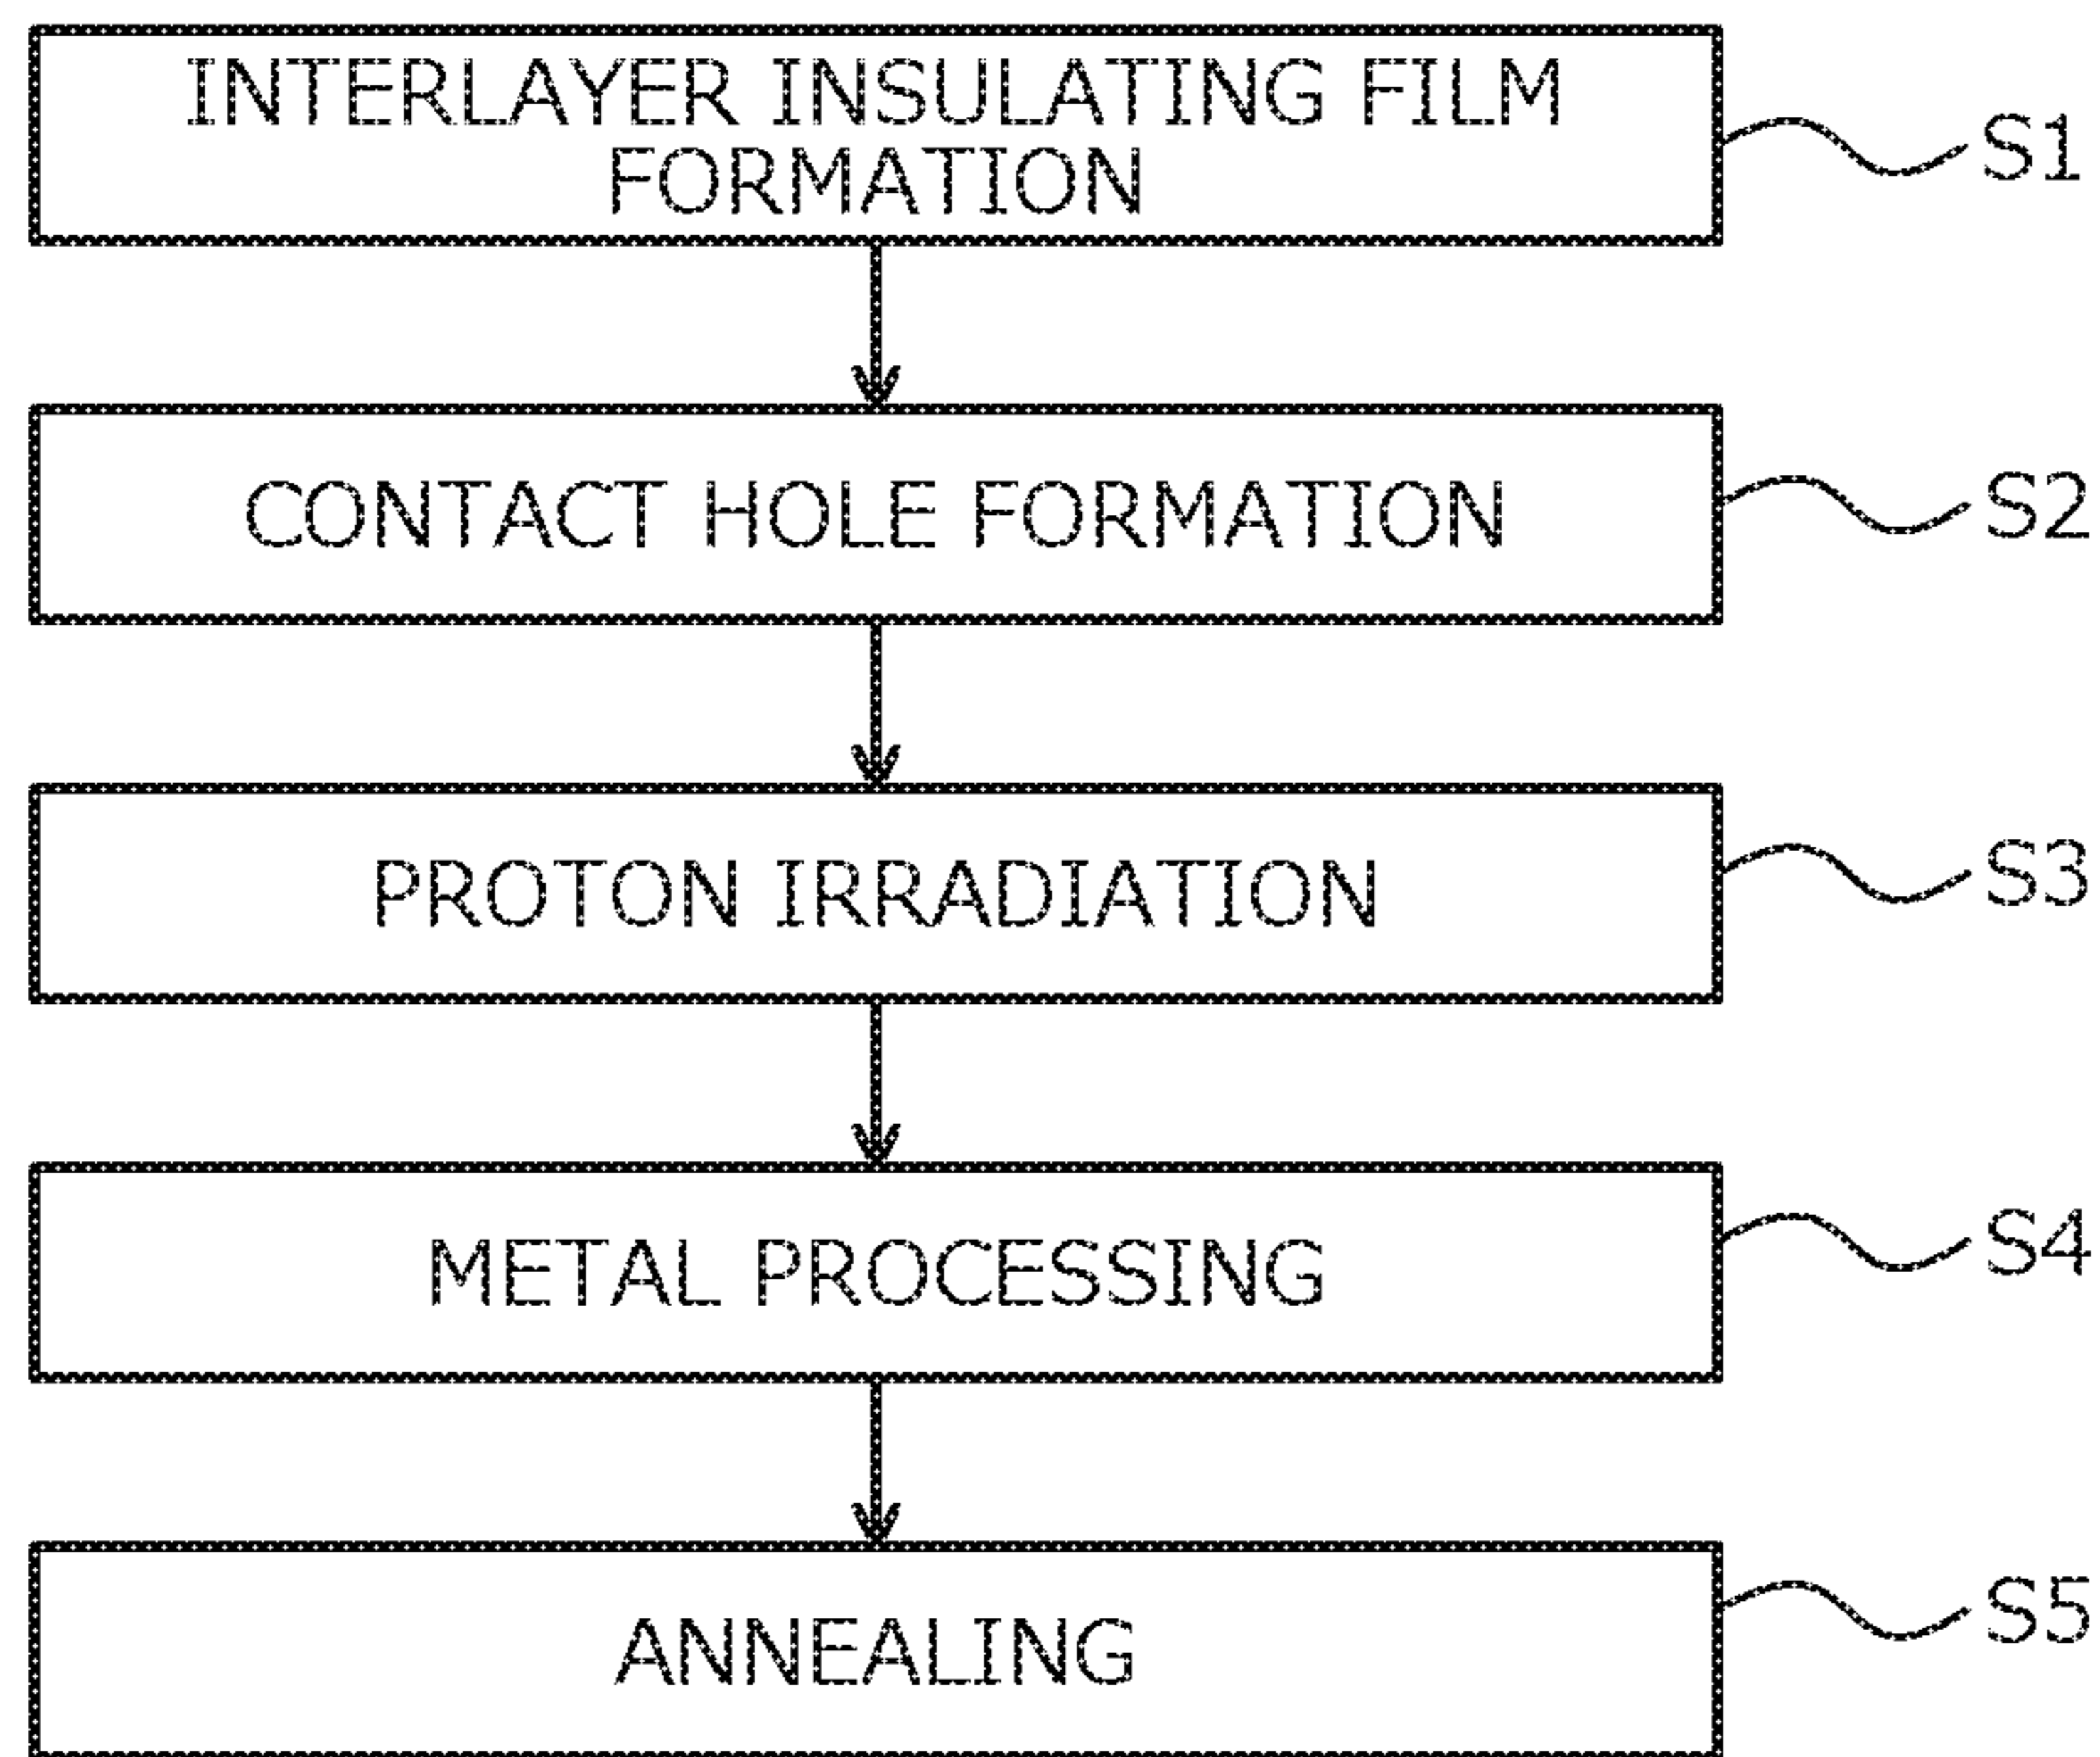 INTERLAYER INSULATING FILM
FORMATION
S1
CONTACT HOLE FORMATION
S2
PROTON IRRADIATION
S3
METAL PROCESSING
S4
ANNEALING
S5